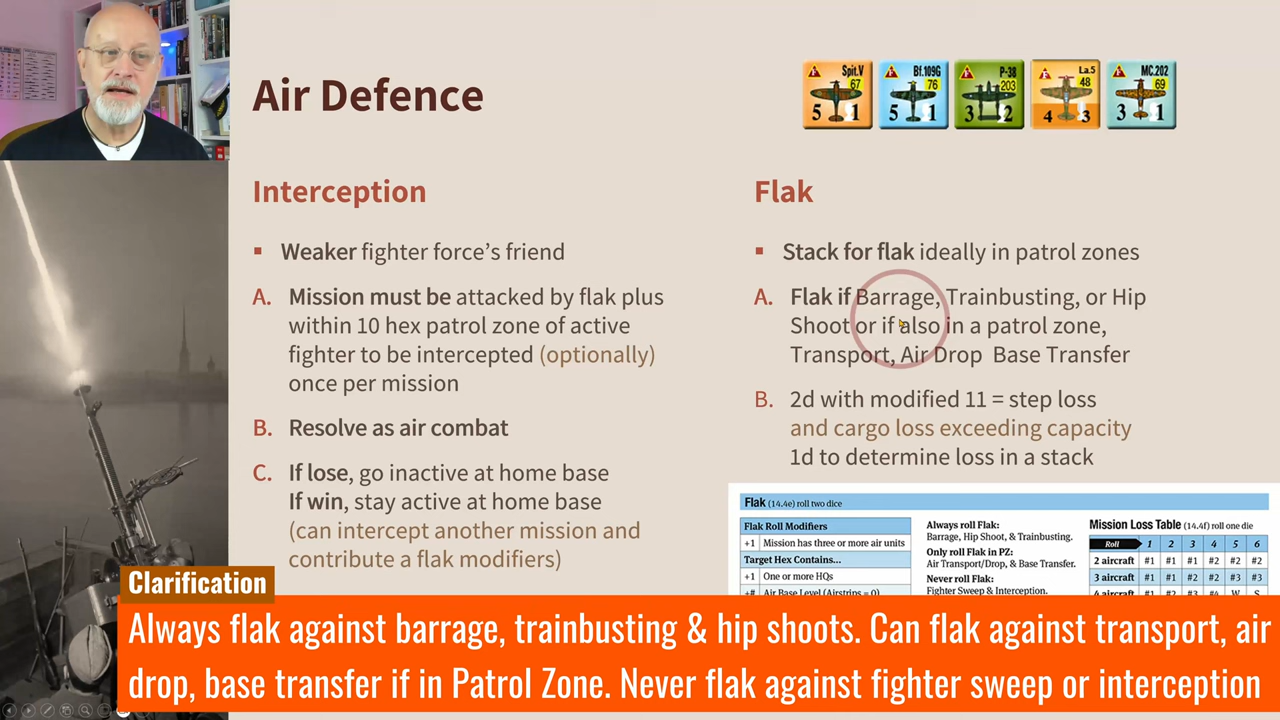 Air Defence
Spit.V
67
5 1
Bf.109G
76
5 1
P-38
203
3 2
La.5
48
4 3
MC.202
69
3 1
Interception
▪ Weaker fighter force's friend
A. Mission must be attacked by flak plus
within 10 hex patrol zone of active
fighter to be intercepted (optionally)
once per mission
B. Resolve as air combat
C. If lose, go inactive at home base
If win, stay active at home base
(can intercept another mission and
contribute a flak modifiers)
Flak
▪ Stack for flak ideally in patrol zones
A. Flak if Barrage, Trainbusting, or Hip
Shoot or if also in a patrol zone,
Transport, Air Drop Base Transfer
B. 2d with modified 11 = step loss
and cargo loss exceeding capacity
1d to determine loss in a stack
Flak (14.4e) roll two dice
Flak Roll Modifiers
+1 Mission has three or more air units
Target Hex Contains...
+1 One or more HQs
+# Air Base Level (Airstrips = 0)
Always roll Flak:
Barrage, Hip Shoot, & Trainbusting.
Only roll Flak in PZ:
Air Transport/Drop, & Base Transfer.
Never roll Flak:
Fighter Sweep & Interception.
Mission Loss Table (14.4f) roll one die
Roll 1 2 3 4 5 6
2 aircraft #1 #1 #1 #2 #2 #2
3 aircraft #1 #1 #2 #2 #3 #3
4 aircraft #1 #2 #3 #4 W S
Clarification
Always flak against barrage, trainbusting & hip shoots. Can flak against transport, air
drop, base transfer if in Patrol Zone. Never flak against fighter sweep or interception